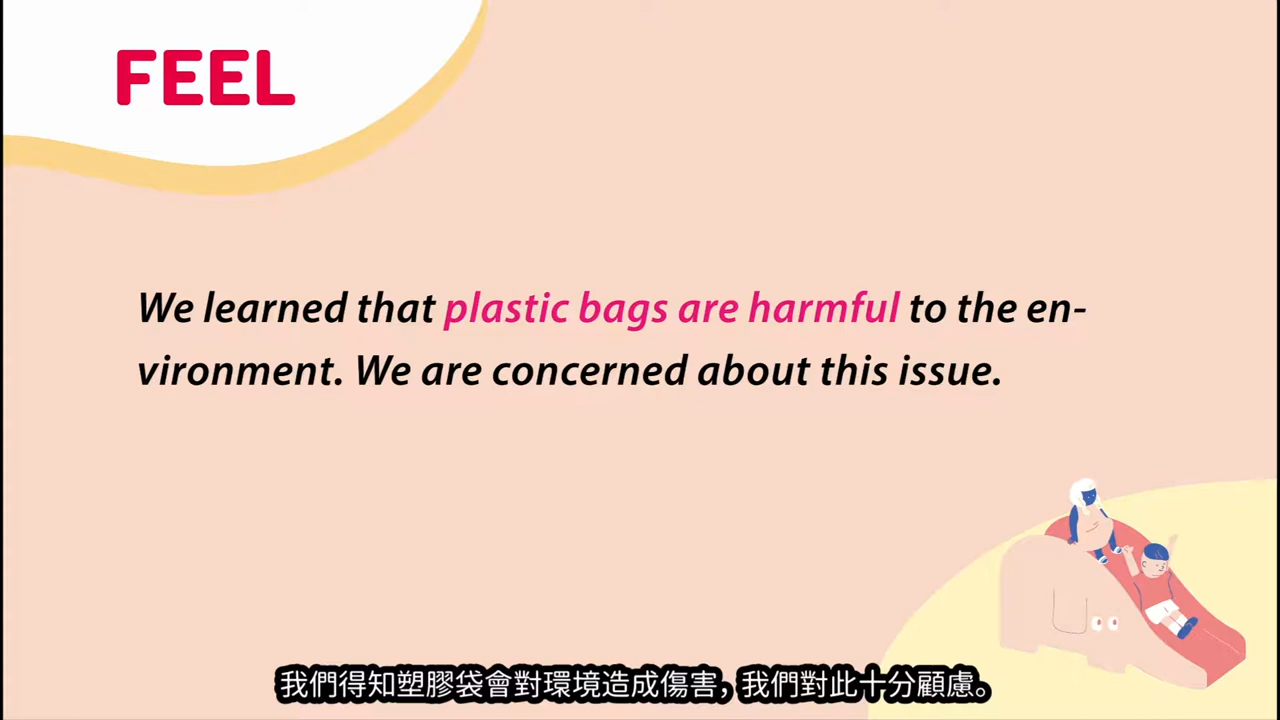 FEEL
We learned that plastic bags are harmful to the en-
vironment. We are concerned about this issue.
我們得知塑膠袋會對環境造成傷害，我們對此十分顧慮。